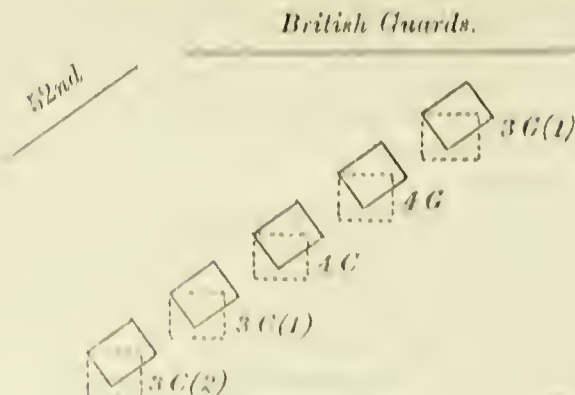 British Guards.
52nd
3 G(1)
4 G
4 C
3 C(1)
3 C(2)